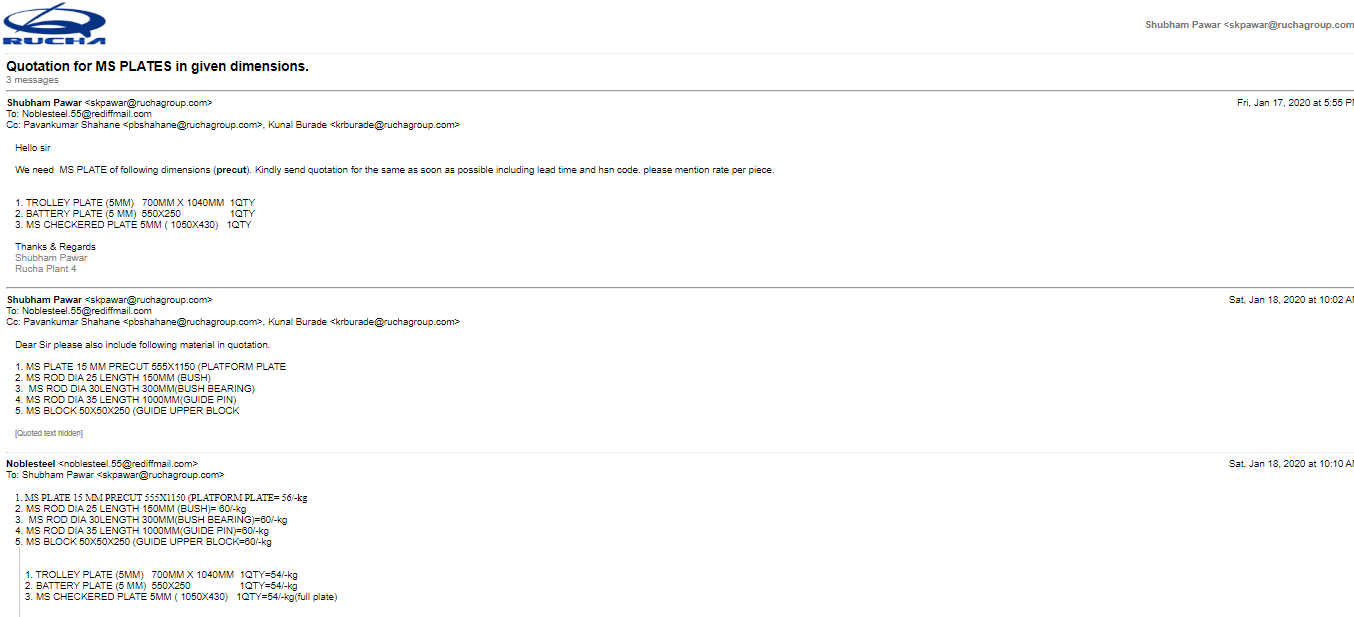 RUCHA
Shubham Pawar <skpawar@ruchagroup.com
Quotation for MS PLATES in given dimensions.
3 messages
Shubham Pawar <skpawar@ruchagroup.com> Fri, Jan 17, 2020 at 5:55 PM
To: Noblesteel.55@rediffmail.com
Cc: Pavankumar Shahane <pbshahane@ruchagroup.com>, Kunal Burade <krburade@ruchagroup.com>
Hello sir
We need MS PLATE of following dimensions (precut). Kindly send quotation for the same as soon as possible including lead time and hsn code. please mention rate per piece.
1. TROLLEY PLATE (5MM) 700MM X 1040MM 1QTY
2. BATTERY PLATE (5 MM) 550X250 1QTY
3. MS CHECKERED PLATE 5MM ( 1050X430) 1QTY
Thanks & Regards
Shubham Pawar
Rucha Plant 4
Shubham Pawar <skpawar@ruchagroup.com> Sat, Jan 18, 2020 at 10:02 AM
To: Noblesteel.55@rediffmail.com
Cc: Pavankumar Shahane <pbshahane@ruchagroup.com>, Kunal Burade <krburade@ruchagroup.com>
Dear Sir please also include following material in quotation.
1. MS PLATE 15 MM PRECUT 555X1150 (PLATFORM PLATE
2. MS ROD DIA 25 LENGTH 150MM (BUSH)
3. MS ROD DIA 30LENGTH 300MM(BUSH BEARING)
4. MS ROD DIA 35 LENGTH 1000MM(GUIDE PIN)
5. MS BLOCK 50X50X250 (GUIDE UPPER BLOCK
[Quoted text hidden]
Noblesteel <noblesteel.55@rediffmail.com> Sat, Jan 18, 2020 at 10:10 AM
To: Shubham Pawar <skpawar@ruchagroup.com>
1. MS PLATE 15 MM PRECUT 555X1150 (PLATFORM PLATE= 56/-kg
2. MS ROD DIA 25 LENGTH 150MM (BUSH)= 60/-kg
3. MS ROD DIA 30LENGTH 300MM(BUSH BEARING)=60/-kg
4. MS ROD DIA 35 LENGTH 1000MM(GUIDE PIN)=60/-kg
5. MS BLOCK 50X50X250 (GUIDE UPPER BLOCK=60/-kg
1. TROLLEY PLATE (5MM) 700MM X 1040MM 1QTY=54/-kg
2. BATTERY PLATE (5 MM) 550X250 1QTY=54/-kg
3. MS CHECKERED PLATE 5MM ( 1050X430) 1QTY=54/-kg(full plate)